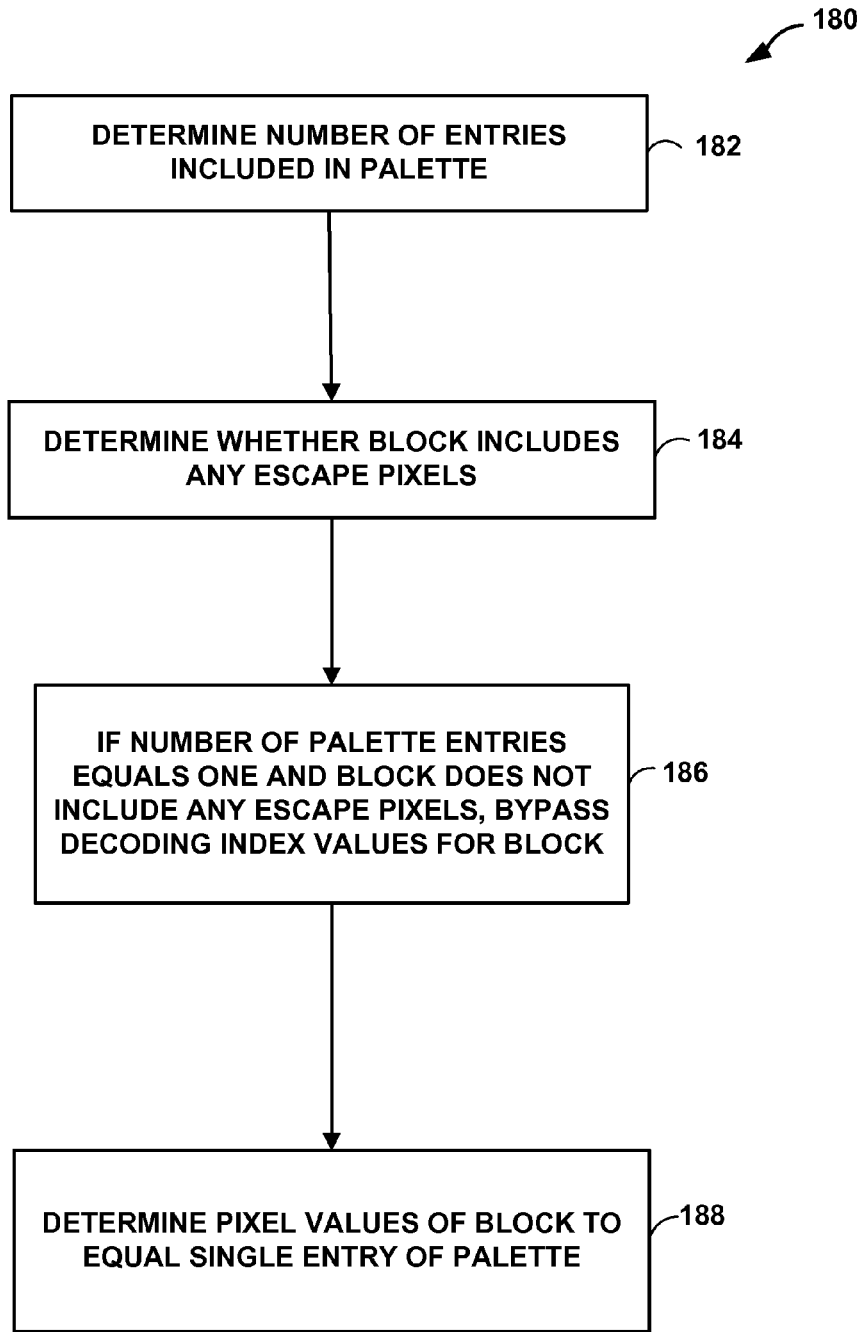 180
DETERMINE NUMBER OF ENTRIES
INCLUDED IN PALETTE
182
DETERMINE WHETHER BLOCK INCLUDES
ANY ESCAPE PIXELS
184
IF NUMBER OF PALETTE ENTRIES
EQUALS ONE AND BLOCK DOES NOT
INCLUDE ANY ESCAPE PIXELS, BYPASS
DECODING INDEX VALUES FOR BLOCK
186
DETERMINE PIXEL VALUES OF BLOCK TO
EQUAL SINGLE ENTRY OF PALETTE
188